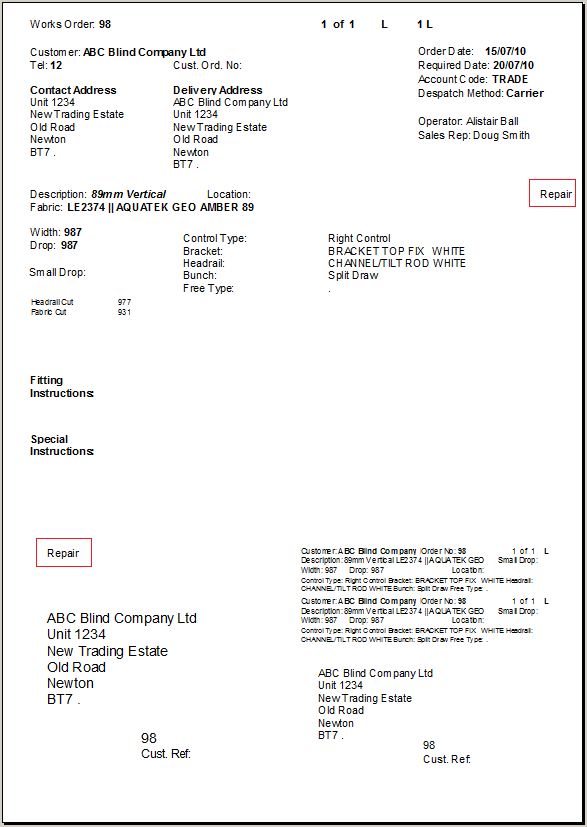 Works Order: 98 1 of 1 L 1 L
Customer: ABC Blind Company Ltd
Tel: 12 Cust. Ord. No:
Order Date: 15/07/10
Required Date: 20/07/10
Account Code: TRADE
Despatch Method: Carrier
Operator: Alistair Ball
Sales Rep: Doug Smith
Contact Address
Unit 1234
New Trading Estate
Old Road
Newton
BT7 .
Delivery Address
ABC Blind Company Ltd
Unit 1234
New Trading Estate
Old Road
Newton
BT7 .
Description: 89mm Vertical Location:
Repair
Fabric: LE2374 || AQUATEK GEO AMBER 89
Width: 987
Drop: 987
Small Drop:
Control Type: Right Control
Bracket: BRACKET TOP FIX WHITE
Headrail: CHANNEL/TILT ROD WHITE
Bunch: Split Draw
Free Type: .
Headrail Cut 977
Fabric Cut 931
Fitting
Instructions:
Special
Instructions:
Repair
ABC Blind Company Ltd
Unit 1234
New Trading Estate
Old Road
Newton
BT7 .
98
Cust. Ref:
Customer: ABC Blind Company Order No: 98 1 of 1 L
Description: 89mm Vertical LE2374 || AQUATEK GEO Small Drop:
Width: 987 Drop: 987 Location:
Control Type: Right Control Bracket: BRACKET TOP FIX WHITE Headrail:
CHANNEL/TILT ROD WHITE Bunch: Split Draw Free Type: .
Customer: ABC Blind Company Order No: 98 1 of 1 L
Description: 89mm Vertical LE2374 || AQUATEK GEO Small Drop:
Width: 987 Drop: 987 Location:
Control Type: Right Control Bracket: BRACKET TOP FIX WHITE Headrail:
CHANNEL/TILT ROD WHITE Bunch: Split Draw Free Type: .
ABC Blind Company Ltd
Unit 1234
New Trading Estate
Old Road
Newton
BT7 .
98
Cust. Ref: